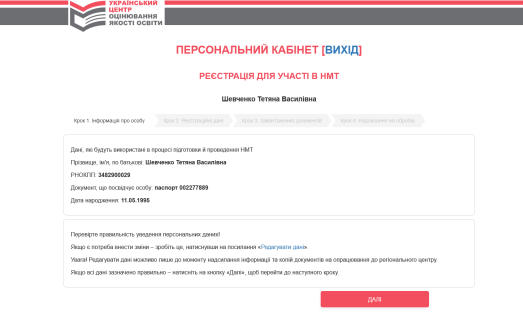 УКРАЇНСЬКИЙ
ЦЕНТР
ОЦІНЮВАННЯ
ЯКОСТІ ОСВІТИ
ПЕРСОНАЛЬНИЙ КАБІНЕТ [ВИХІД]
РЕЄСТРАЦІЯ ДЛЯ УЧАСТІ В НМТ
Шевченко Тетяна Василівна
Крок 1. Інформація про особу Крок 2. Реєстраційні дані Крок 3. Завантаження документів Крок 4. Надсилання на обробку
Дані, які будуть використані в процесі підготовки й проведення НМТ
Прізвище, ім'я, по батькові: Шевченко Тетяна Василівна
РНОКПП: 3482900029
Документ, що посвідчує особу: паспорт 002277889
Дата народження: 11.05.1995
Перевірте правильність уведення персональних даних!
Якщо є потреба внести зміни – зробіть це, натиснувши на посилання «Редагувати дані».
Увага! Редагувати дані можливо лише до моменту надсилання інформації та копій документів на опрацювання до регіонального центру.
Якщо всі дані зазначено правильно – натисніть на кнопку «Далі», щоб перейти до наступного кроку.
ДАЛІ